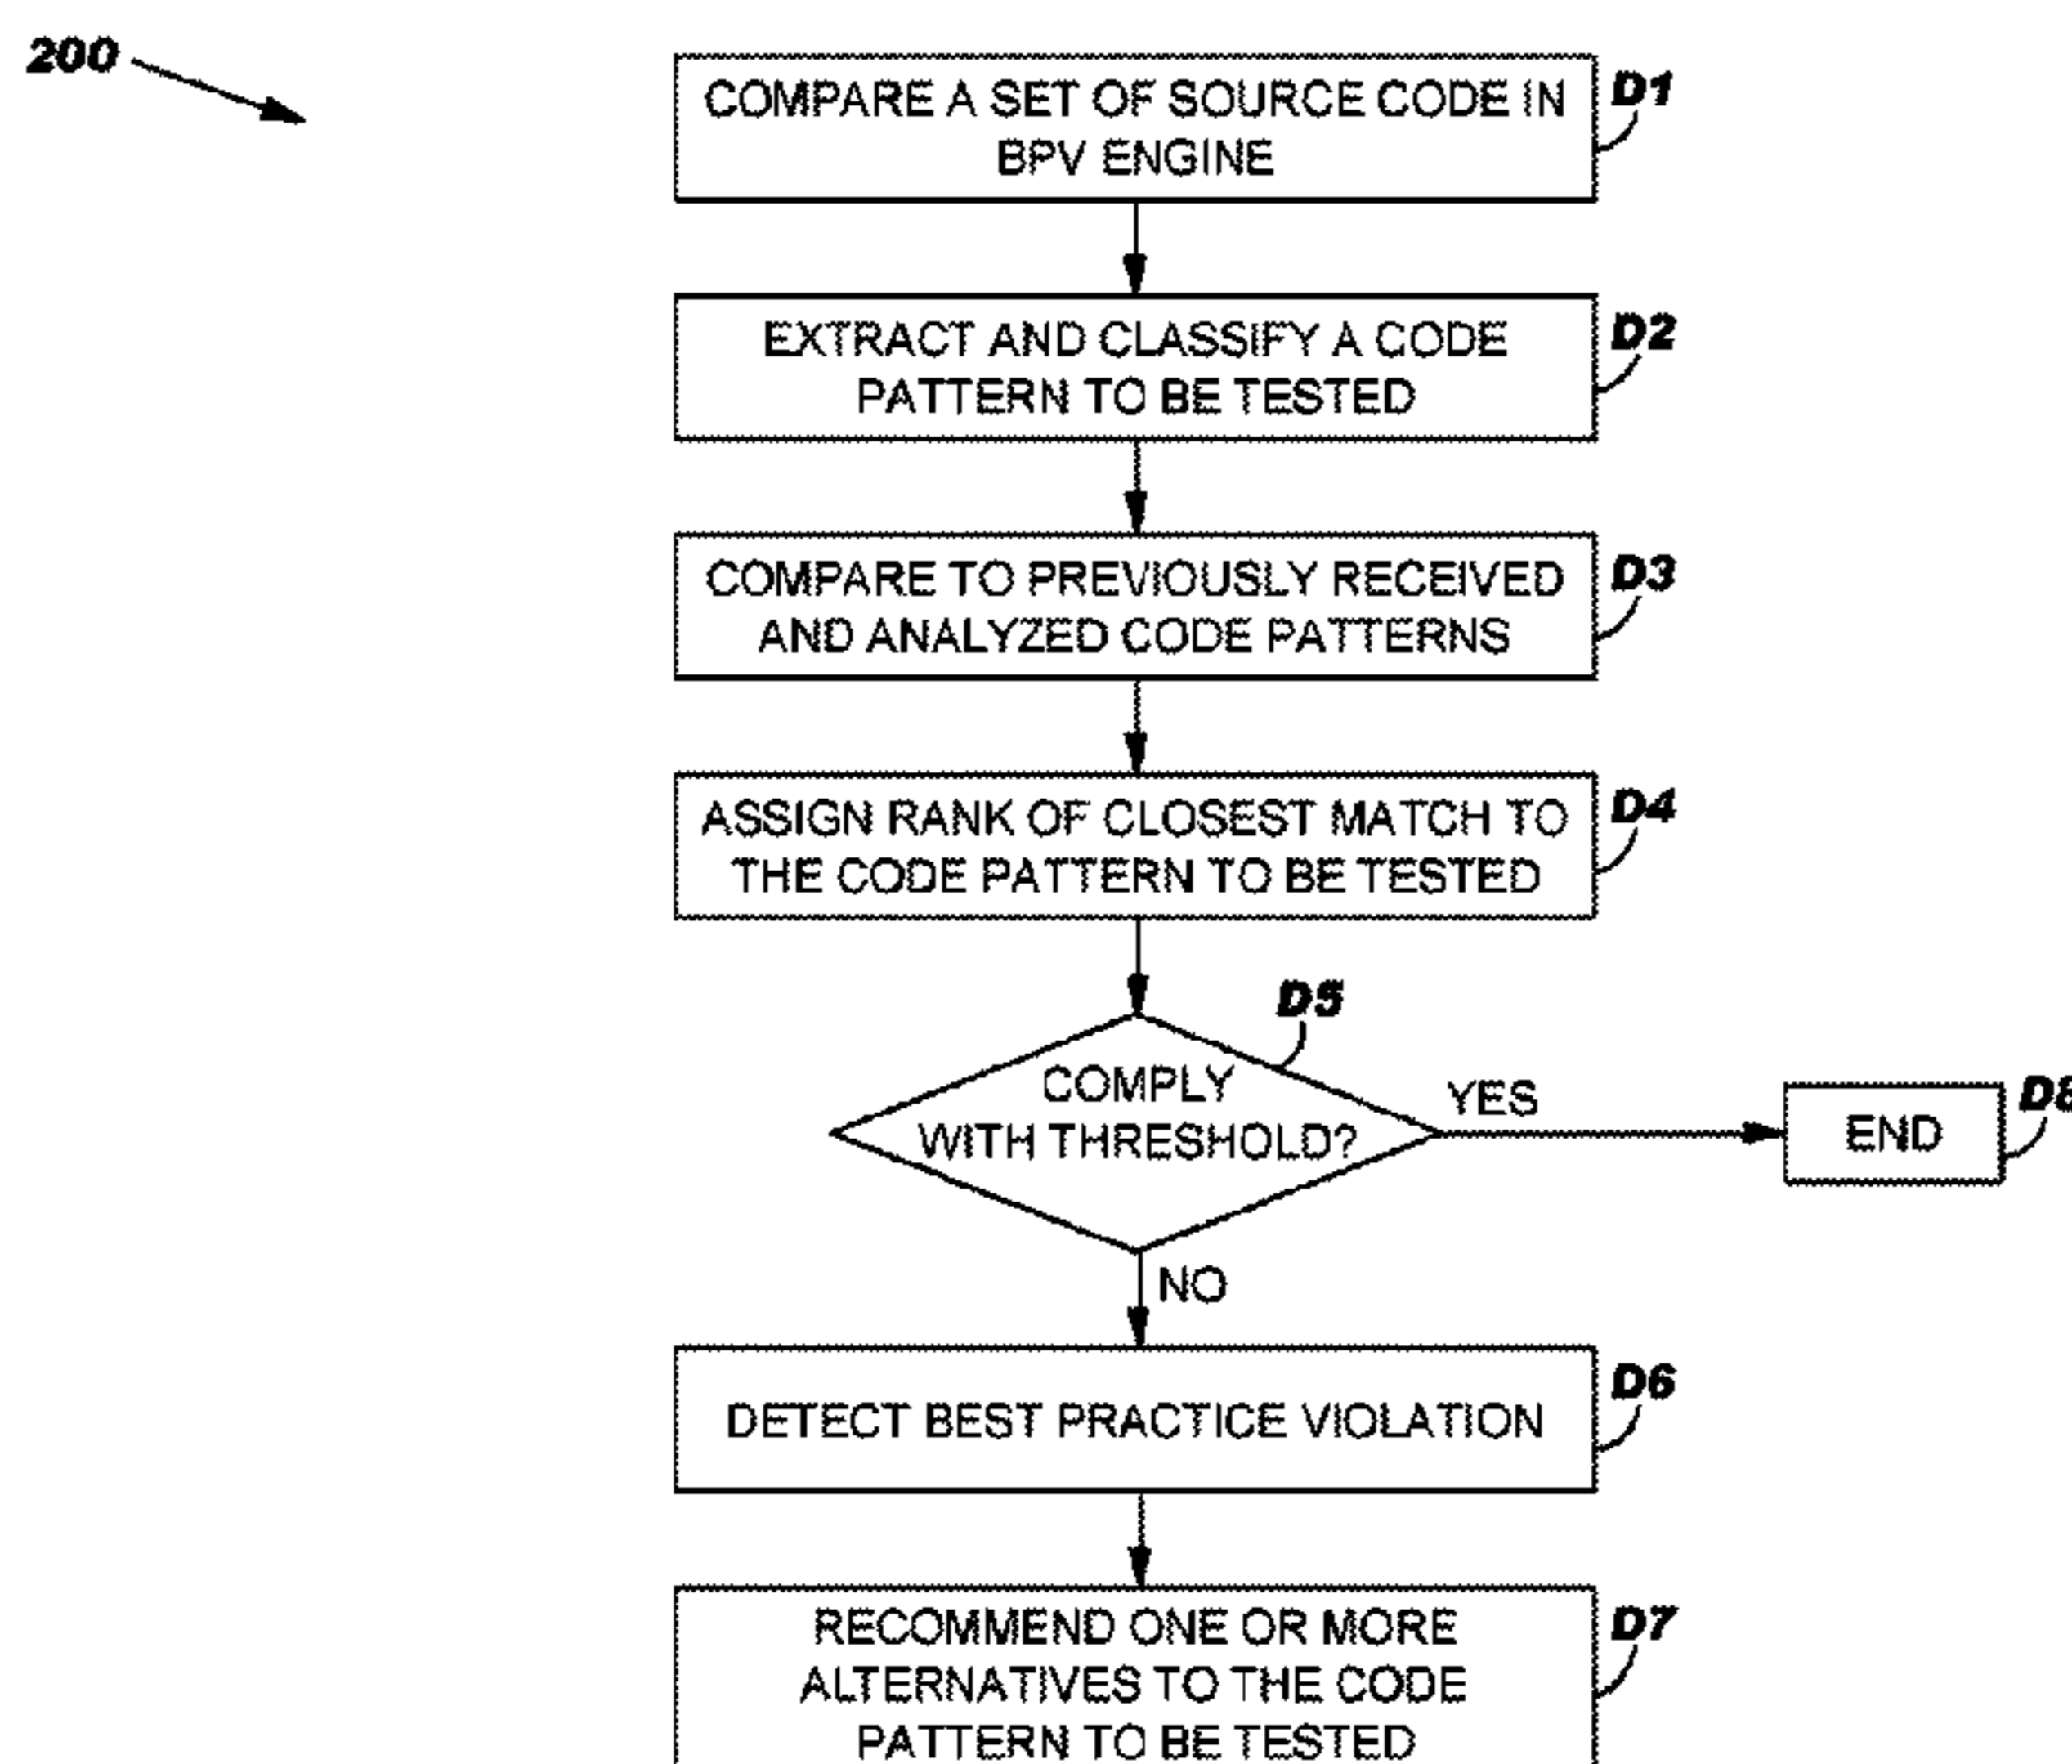 200
COMPARE A SET OF SOURCE CODE IN
BPV ENGINE
D1
EXTRACT AND CLASSIFY A CODE
PATTERN TO BE TESTED
D2
COMPARE TO PREVIOUSLY RECEIVED
AND ANALYZED CODE PATTERNS
D3
ASSIGN RANK OF CLOSEST MATCH TO
THE CODE PATTERN TO BE TESTED
D4
D5
COMPLY
WITH THRESHOLD?
YES
END
D8
NO
DETECT BEST PRACTICE VIOLATION
D6
RECOMMEND ONE OR MORE
ALTERNATIVES TO THE CODE
PATTERN TO BE TESTED
D7